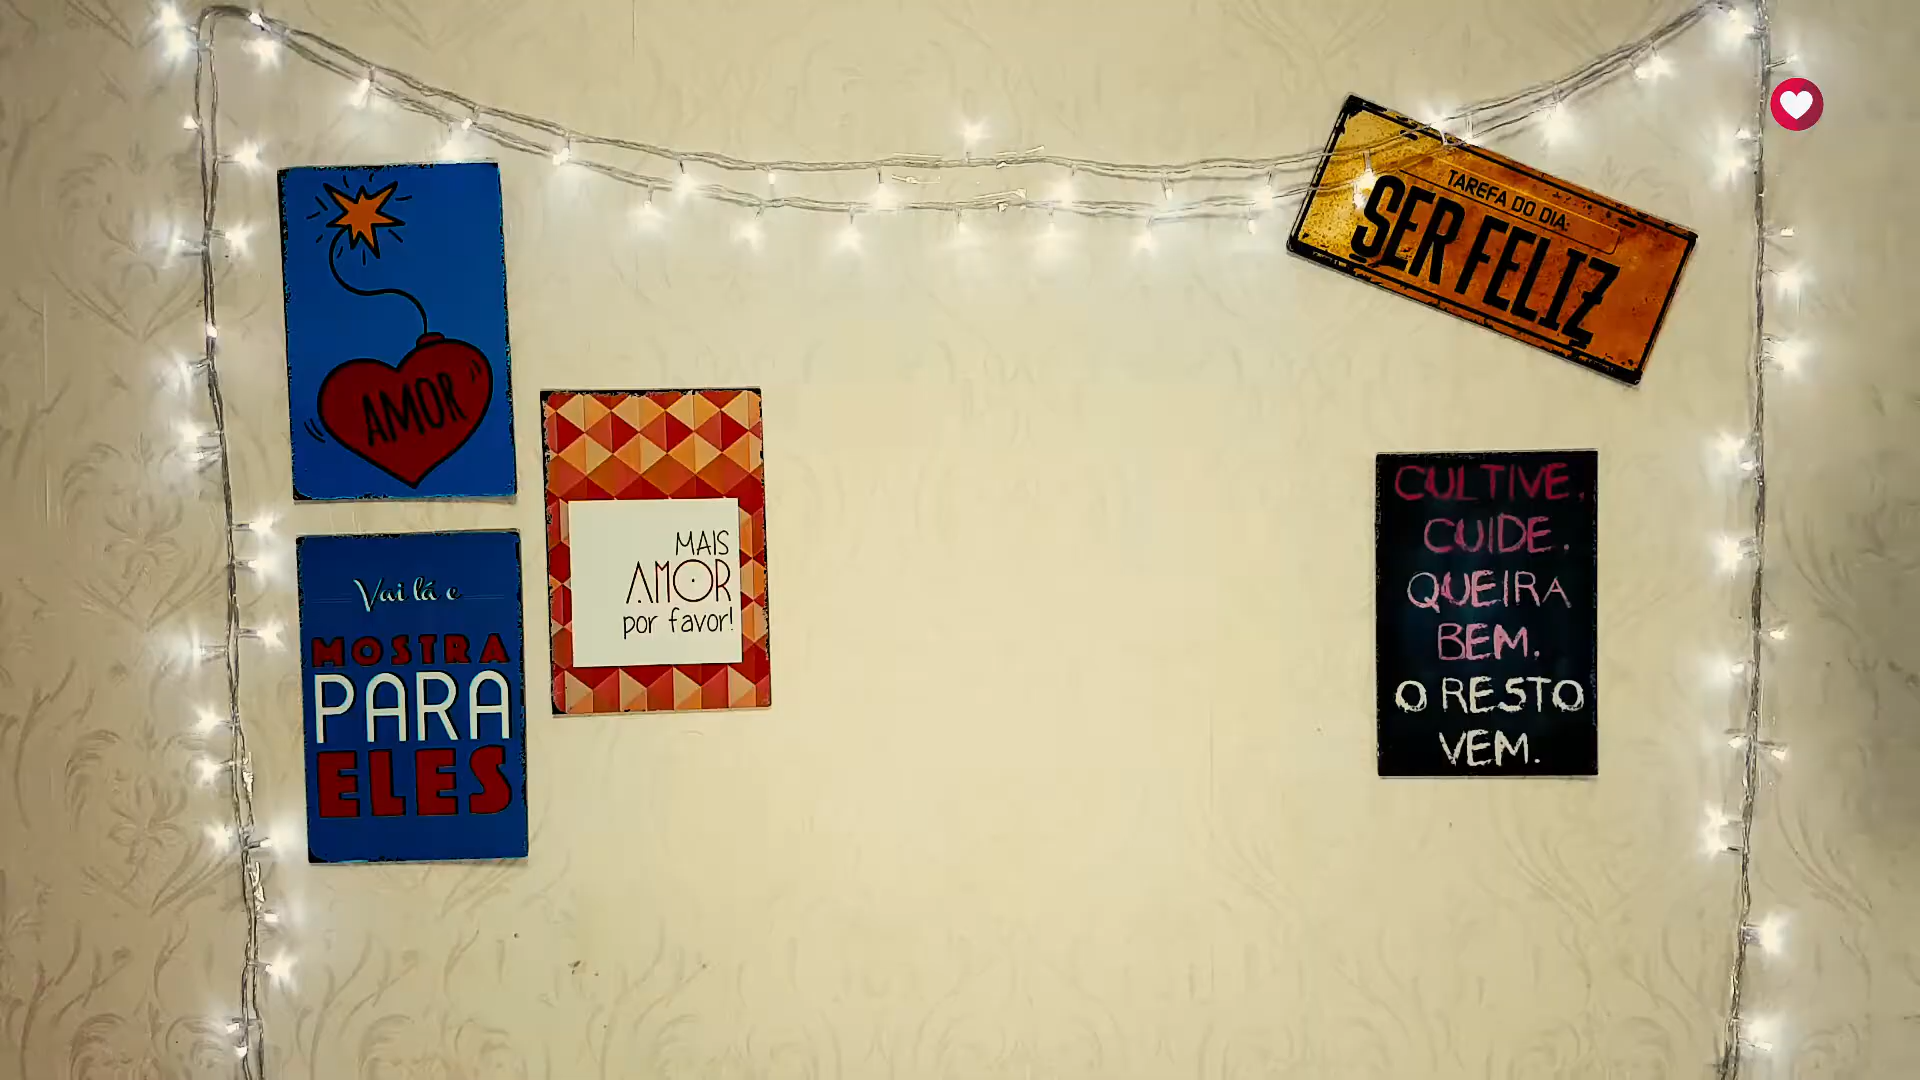 AMOR
Vai lá e
MOSTRA
PARA
ELES
MAIS
AMOR
por favor!
TAREFA DO DIA:
SER FELIZ
CULTIVE.
CUIDE.
QUEIRA
BEM.
O RESTO
VEM.